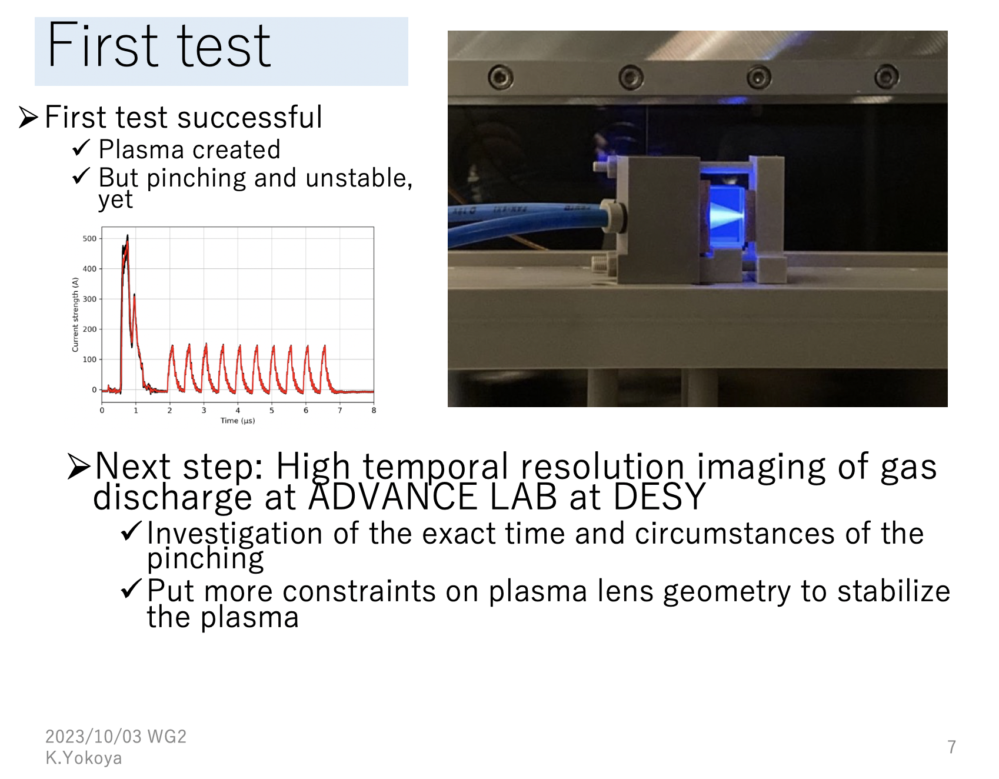 First test
➢ First test successful
✓ Plasma created
✓ But pinching and unstable,
yet
500
400
300
200
100
0
Current strength (A)
0 1 2 3 4 5 6 7 8
Time (µs)
➢Next step: High temporal resolution imaging of gas
discharge at ADVANCE LAB at DESY
✓Investigation of the exact time and circumstances of the
pinching
✓Put more constraints on plasma lens geometry to stabilize
the plasma
2023/10/03 WG2
K.Yokoya
7